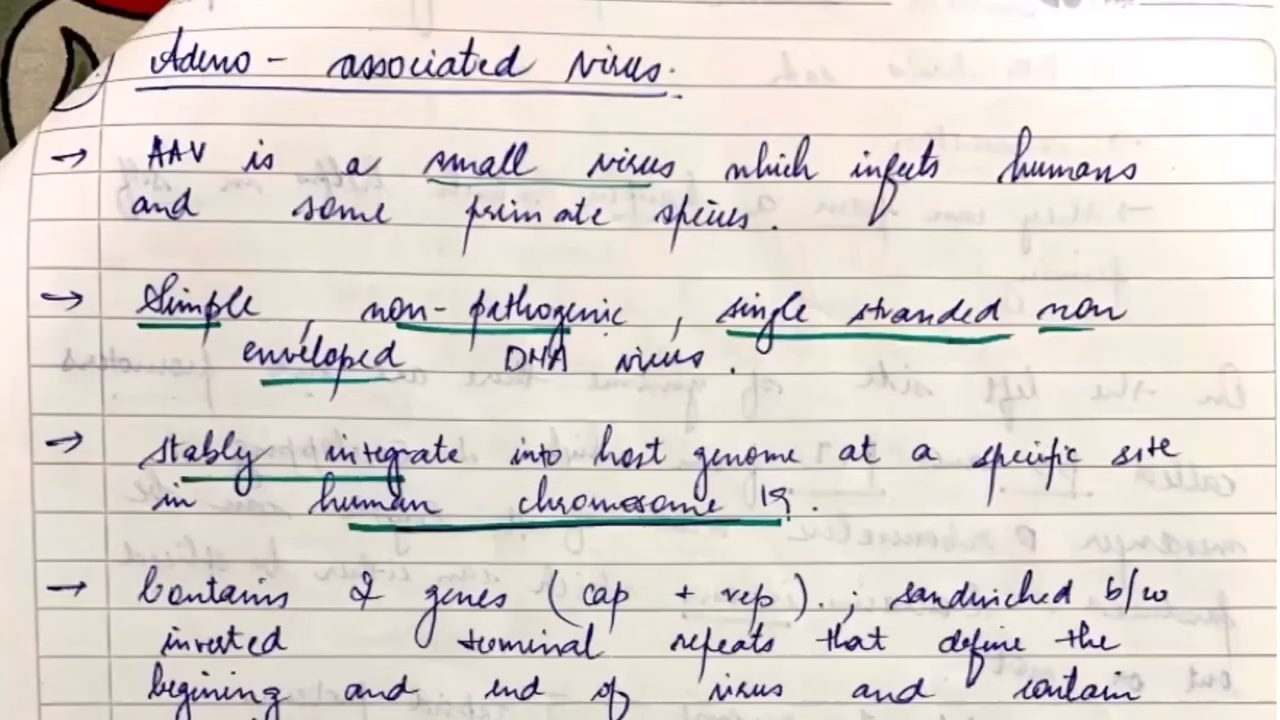 Adeno - associated virus.
→ AAV is a small virus which infects humans
and some primate species.
→ Simple, non-pathogenic, single stranded non
enveloped DNA virus.
→ stably integrate into host genome at a specific site
in human chromosome 19.
→ Contains 2 genes (cap + rep).; sandwiched b/w
inverted terminal repeats that define the
begining and end of virus and contain